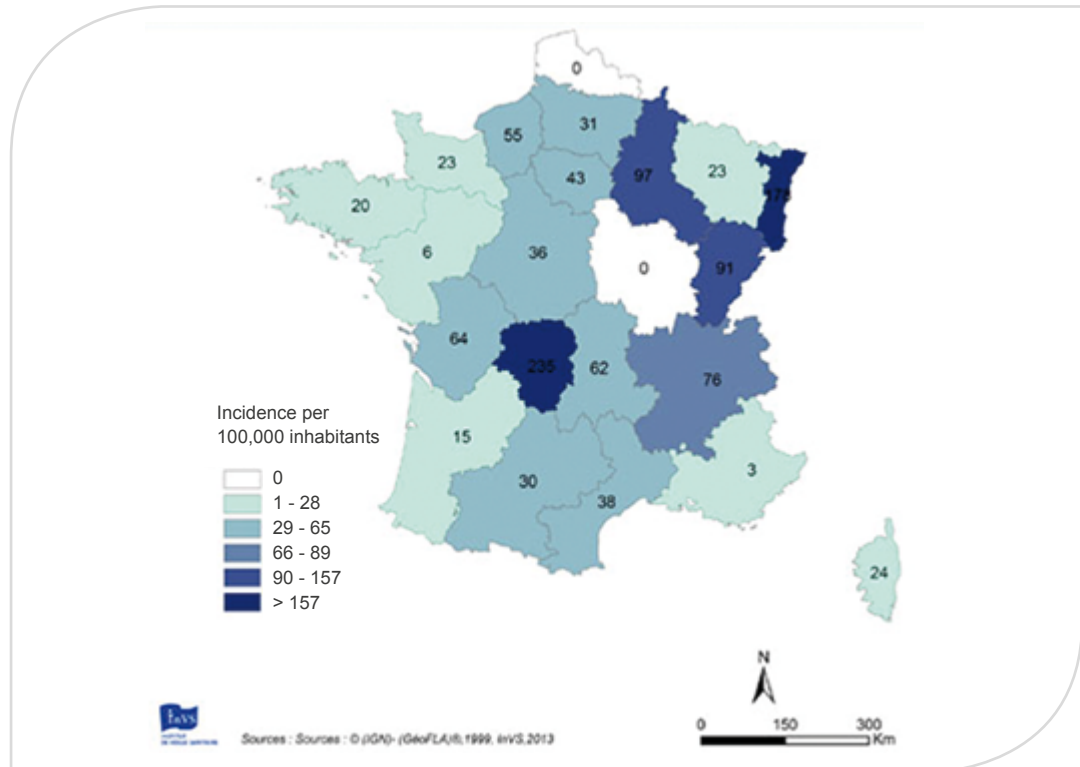 0
55
31
23
43
97
23
20
6
36
0
91
64
235
62
76
15
30
38
3
24
Incidence per
100,000 inhabitants
0
1 - 28
29 - 65
66 - 89
90 - 157
> 157
N
0 150 300
Km
InVS
Sources : Sources : © (IGN)- (GéoFLA)®,1999, InVS,2013